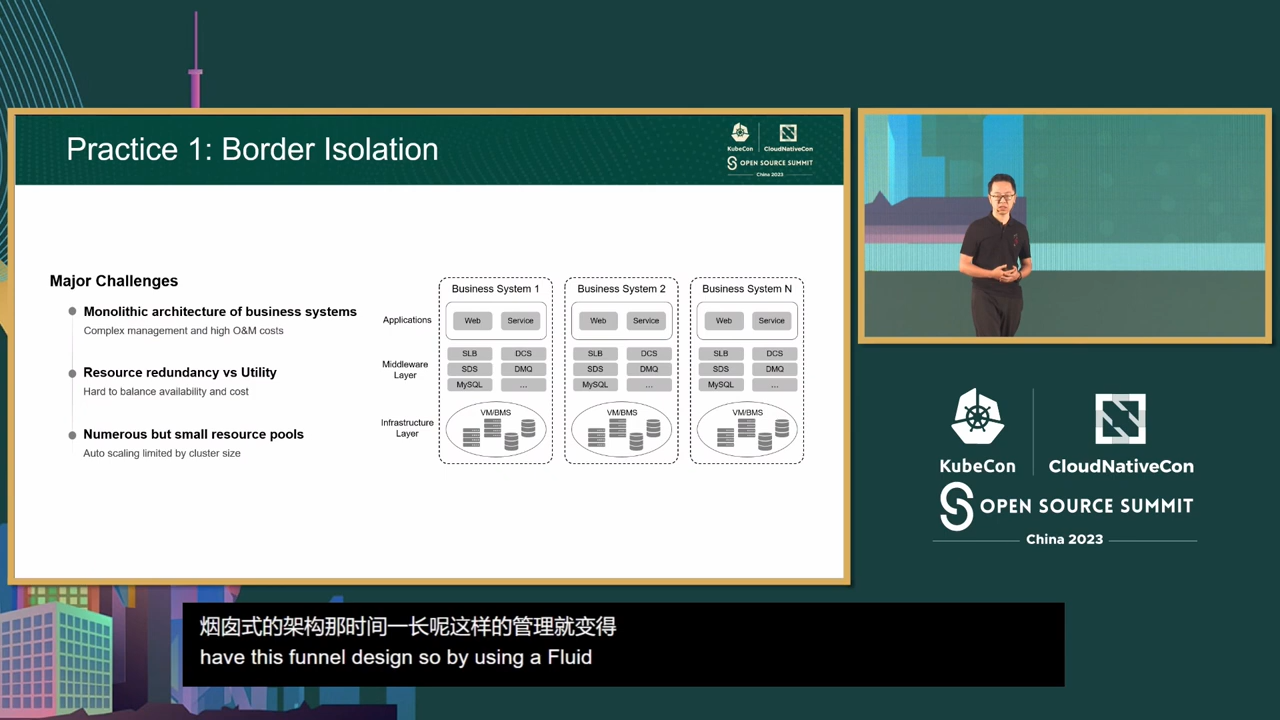 Practice 1: Border Isolation
KubeCon
CloudNativeCon
OPEN SOURCE SUMMIT
China 2023
Major Challenges
Monolithic architecture of business systems
Complex management and high O&M costs
Resource redundancy vs Utility
Hard to balance availability and cost
Numerous but small resource pools
Auto scaling limited by cluster size
Applications
Middleware
Layer
Infrastructure
Layer
Business System 1
Web Service
SLB DCS
SDS DMQ
MySQL ...
VM/BMS
Business System 2
Web Service
SLB DCS
SDS DMQ
MySQL ...
VM/BMS
Business System N
Web Service
SLB DCS
SDS DMQ
MySQL ...
VM/BMS
KubeCon
CloudNativeCon
OPEN SOURCE SUMMIT
China 2023
烟囱式的架构那时间一长呢这样的管理就变得
have this funnel design so by using a Fluid